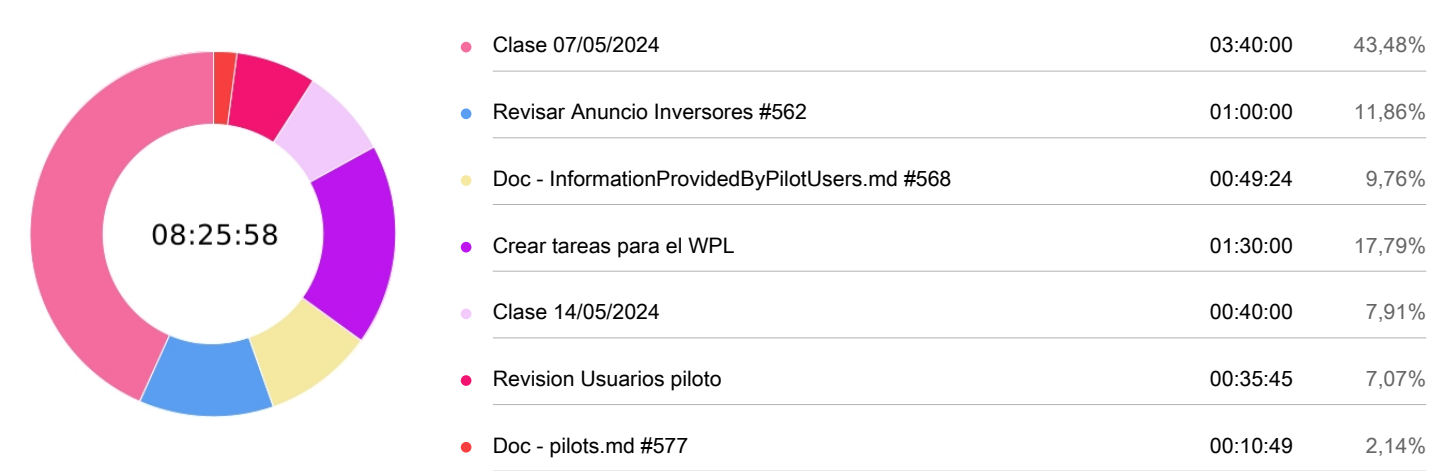 08:25:58
Clase 07/05/2024 03:40:00 43,48%
Revisar Anuncio Inversores #562 01:00:00 11,86%
Doc - InformationProvidedByPilotUsers.md #568 00:49:24 9,76%
Crear tareas para el WPL 01:30:00 17,79%
Clase 14/05/2024 00:40:00 7,91%
Revision Usuarios piloto 00:35:45 7,07%
Doc - pilots.md #577 00:10:49 2,14%